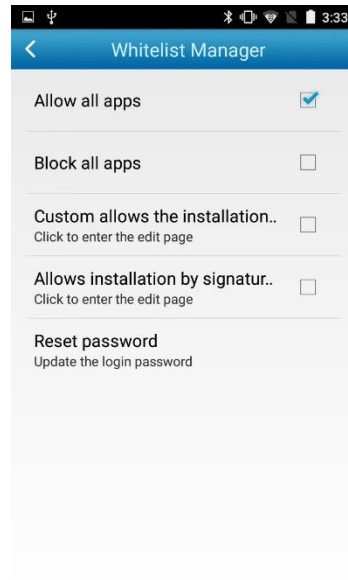 3:33
Whitelist Manager
Allow all apps
Block all apps
Custom allows the installation..
Click to enter the edit page
Allows installation by signatur..
Click to enter the edit page
Reset password
Update the login password